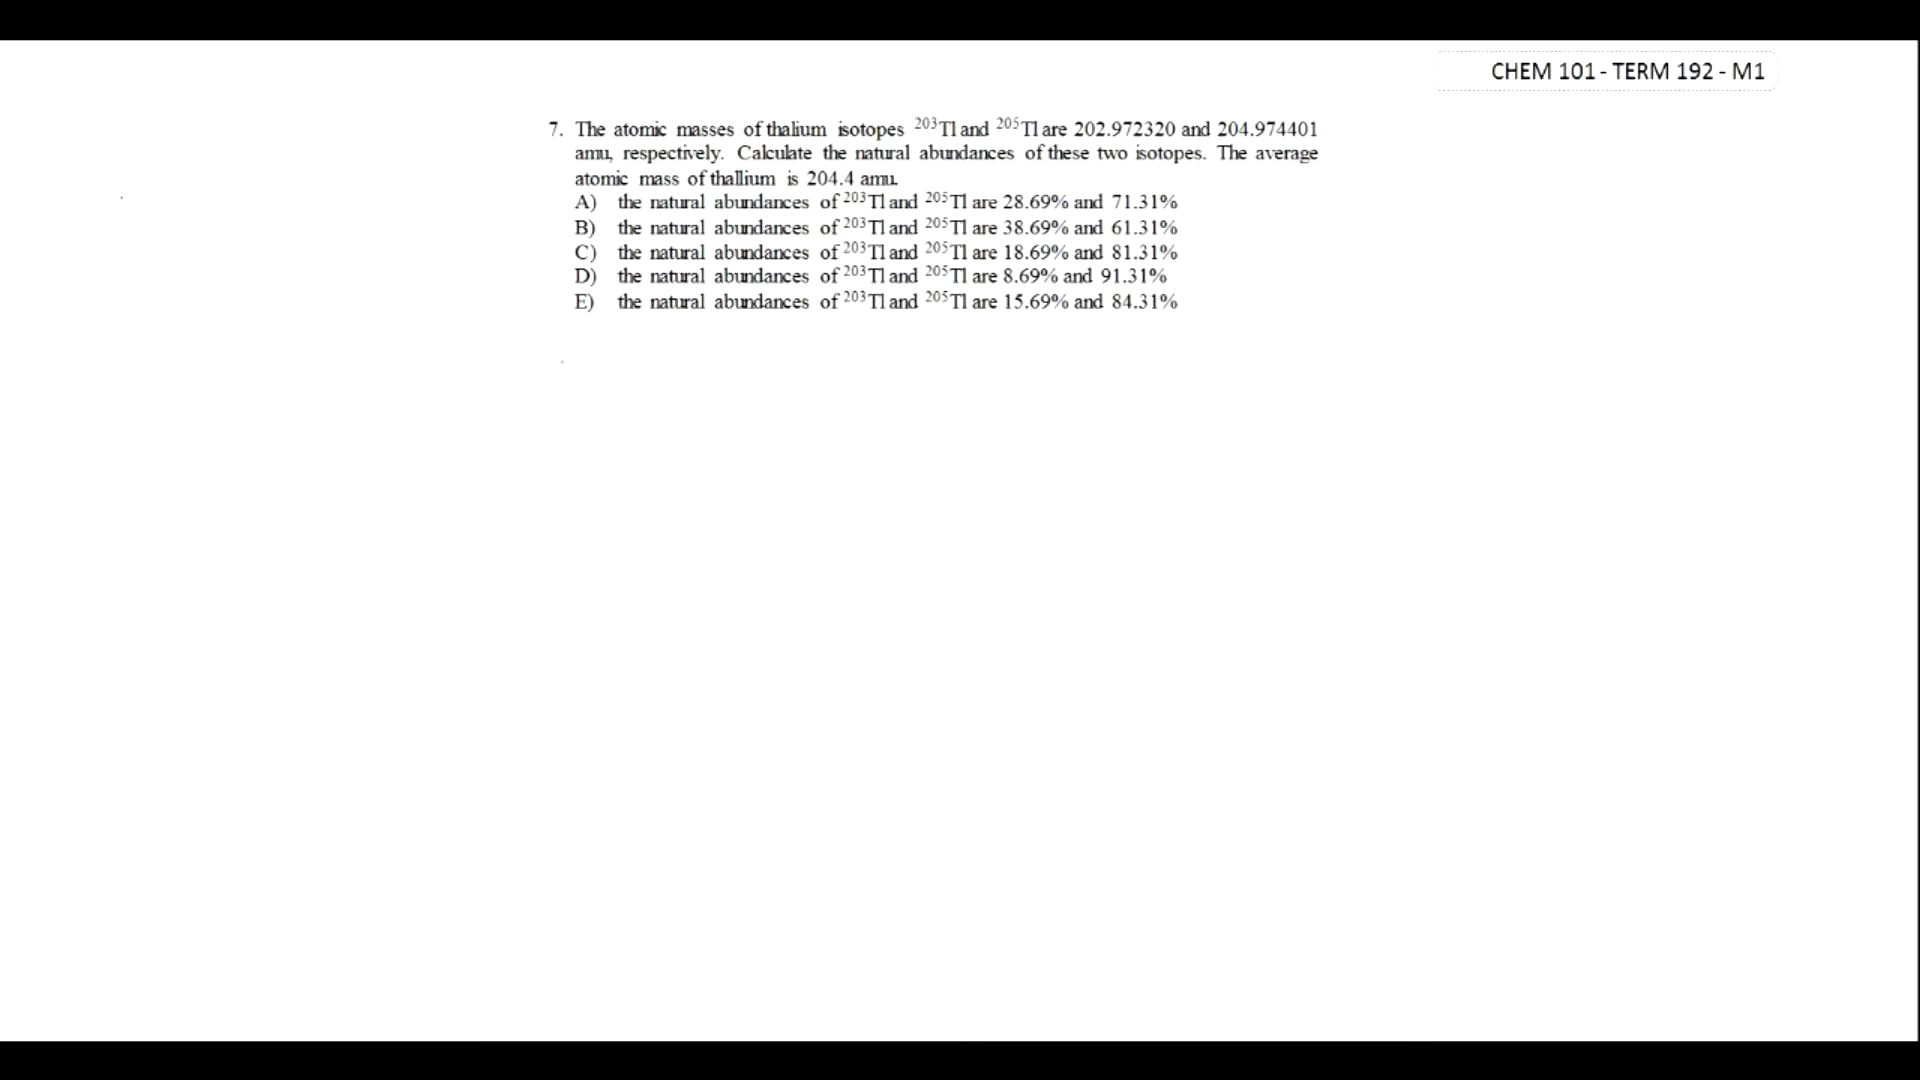 CHEM 101 - TERM 192 - M1
7. The atomic masses of thalium isotopes ²⁰³Tl and ²⁰⁵Tl are 202.972320 and 204.974401
amu, respectively. Calculate the natural abundances of these two isotopes. The average
atomic mass of thallium is 204.4 amu.
A) the natural abundances of ²⁰³Tl and ²⁰⁵Tl are 28.69% and 71.31%
B) the natural abundances of ²⁰³Tl and ²⁰⁵Tl are 38.69% and 61.31%
C) the natural abundances of ²⁰³Tl and ²⁰⁵Tl are 18.69% and 81.31%
D) the natural abundances of ²⁰³Tl and ²⁰⁵Tl are 8.69% and 91.31%
E) the natural abundances of ²⁰³Tl and ²⁰⁵Tl are 15.69% and 84.31%